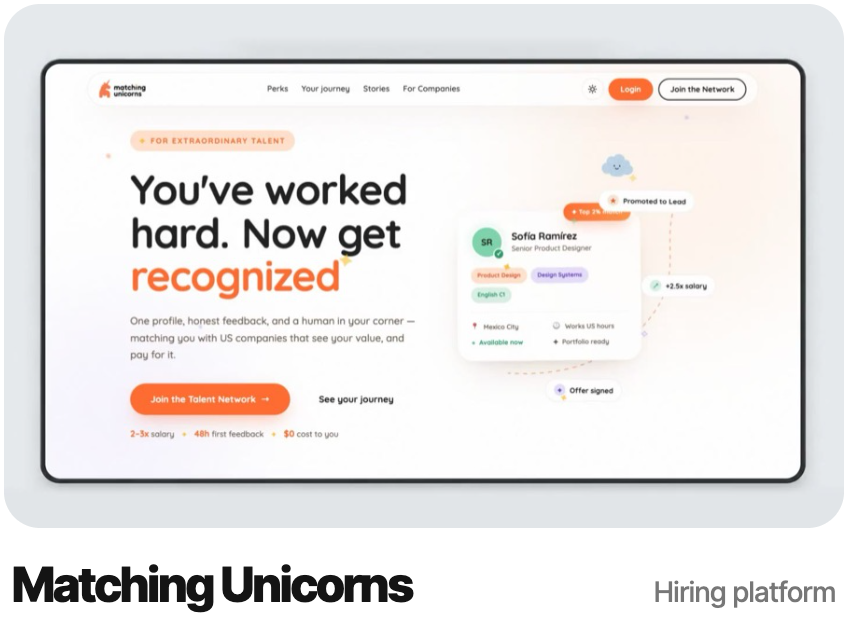 matching
unicorns
Perks Your journey Stories For Companies Login Join the Network
FOR EXTRAORDINARY TALENT
You've worked
hard. Now get
recognized
One profile, honest feedback, and a human in your corner —
matching you with US companies that see your value, and
pay for it.
Join the Talent Network →
See your journey
2–3x salary 48h first feedback $0 cost to you
Promoted to Lead
Top 3%
SR
Sofía Ramírez
Senior Product Designer
Product Design Design Systems
English C1
+2.5x salary
Mexico City Works US hours
Available now Portfolio ready
Offer signed
Matching Unicorns
Hiring platform